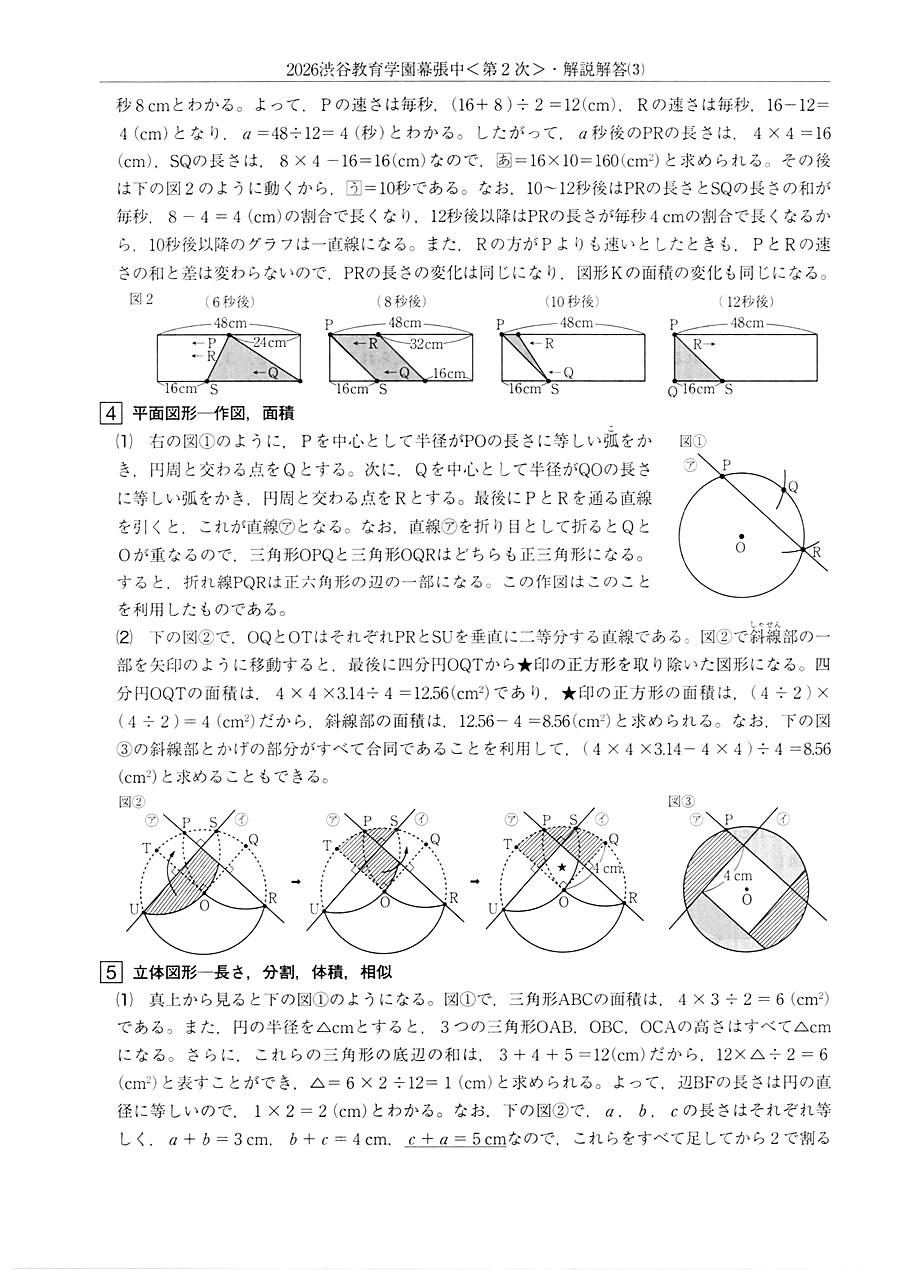 2026渋谷教育学園幕張中＜第２次＞・解説解答(3)
秒８cmとわかる。よって，Ｐの速さは毎秒，(16＋８)÷２＝12(cm)，Ｒの速さは毎秒，16－12＝
４(cm)となり，a＝48÷12＝４(秒)とわかる。したがって，a秒後のPRの長さは，４×４＝16
(cm)，SQの長さは，８×４－16＝16(cm)なので，あ＝16×10＝160(cm²)と求められる。その後
は下の図２のように動くから，う＝10秒である。なお，10～12秒後はPRの長さとSQの長さの和が
毎秒，８－４＝４(cm)の割合で長くなり，12秒後以降はPRの長さが毎秒４cmの割合で長くなるか
ら，10秒後以降のグラフは一直線になる。また，Ｒの方がＰよりも速いとしたときも，ＰとＲの速
さの和と差は変わらないので，PRの長さの変化は同じになり，図形Ｋの面積の変化も同じになる。
図２ （６秒後） （８秒後） （10秒後） （12秒後）
48cm P 48cm P 48cm P 48cm
←P 24cm ←R 32cm ←R R→
←R
←Q ←Q 16cm ←Q
16cm S 16cm S 16cm S Q 16cm S
4 平面図形―作図，面積
⑴ 右の図①のように，Ｐを中心として半径がPOの長さに等しい弧をか
こ
き，円周と交わる点をＱとする。次に，Ｑを中心として半径がQOの長さ
に等しい弧をかき，円周と交わる点をＲとする。最後にＰとＲを通る直線
を引くと，これが直線㋐となる。なお，直線㋐を折り目として折るとＱと
Ｏが重なるので，三角形OPQと三角形OQRはどちらも正三角形になる。
すると，折れ線PQRは正六角形の辺の一部になる。この作図はこのこと
を利用したものである。
図①
㋐ P
Q
O
R
⑵ 下の図②で，OQとOTはそれぞれPRとSUを垂直に二等分する直線である。図②で斜線部の一
しゃせん
部を矢印のように移動すると，最後に四分円OQTから★印の正方形を取り除いた図形になる。四
分円OQTの面積は，４×４×3.14÷４＝12.56(cm²)であり，★印の正方形の面積は，(４÷２)×
(４÷２)＝４(cm²)だから，斜線部の面積は，12.56－４＝8.56(cm²)と求められる。なお，下の図
③の斜線部とかげの部分がすべて合同であることを利用して，(４×４×3.14－４×４)÷４＝8.56
(cm²)と求めることもできる。
図② 図③
㋐ P S ㋑ ㋐ P S ㋑ ㋐ P S ㋑ ㋐ P ㋑
T Q T Q T Q
★ 4 cm 4 cm
U O R → U O R → U O R O
5 立体図形―長さ，分割，体積，相似
⑴ 真上から見ると下の図①のようになる。図①で，三角形ABCの面積は，４×３÷２＝６(cm²)
である。また，円の半径を△cmとすると，３つの三角形OAB，OBC，OCAの高さはすべて△cm
になる。さらに，これらの三角形の底辺の和は，３＋４＋５＝12(cm)だから，12×△÷２＝６
(cm²)と表すことができ，△＝６×２÷12＝１(cm)と求められる。よって，辺BFの長さは円の直
径に等しいので，１×２＝２(cm)とわかる。なお，下の図②で，a，b，cの長さはそれぞれ等
しく，a＋b＝３cm，b＋c＝４cm，c＋a＝５cmなので，これらをすべて足してから２で割る